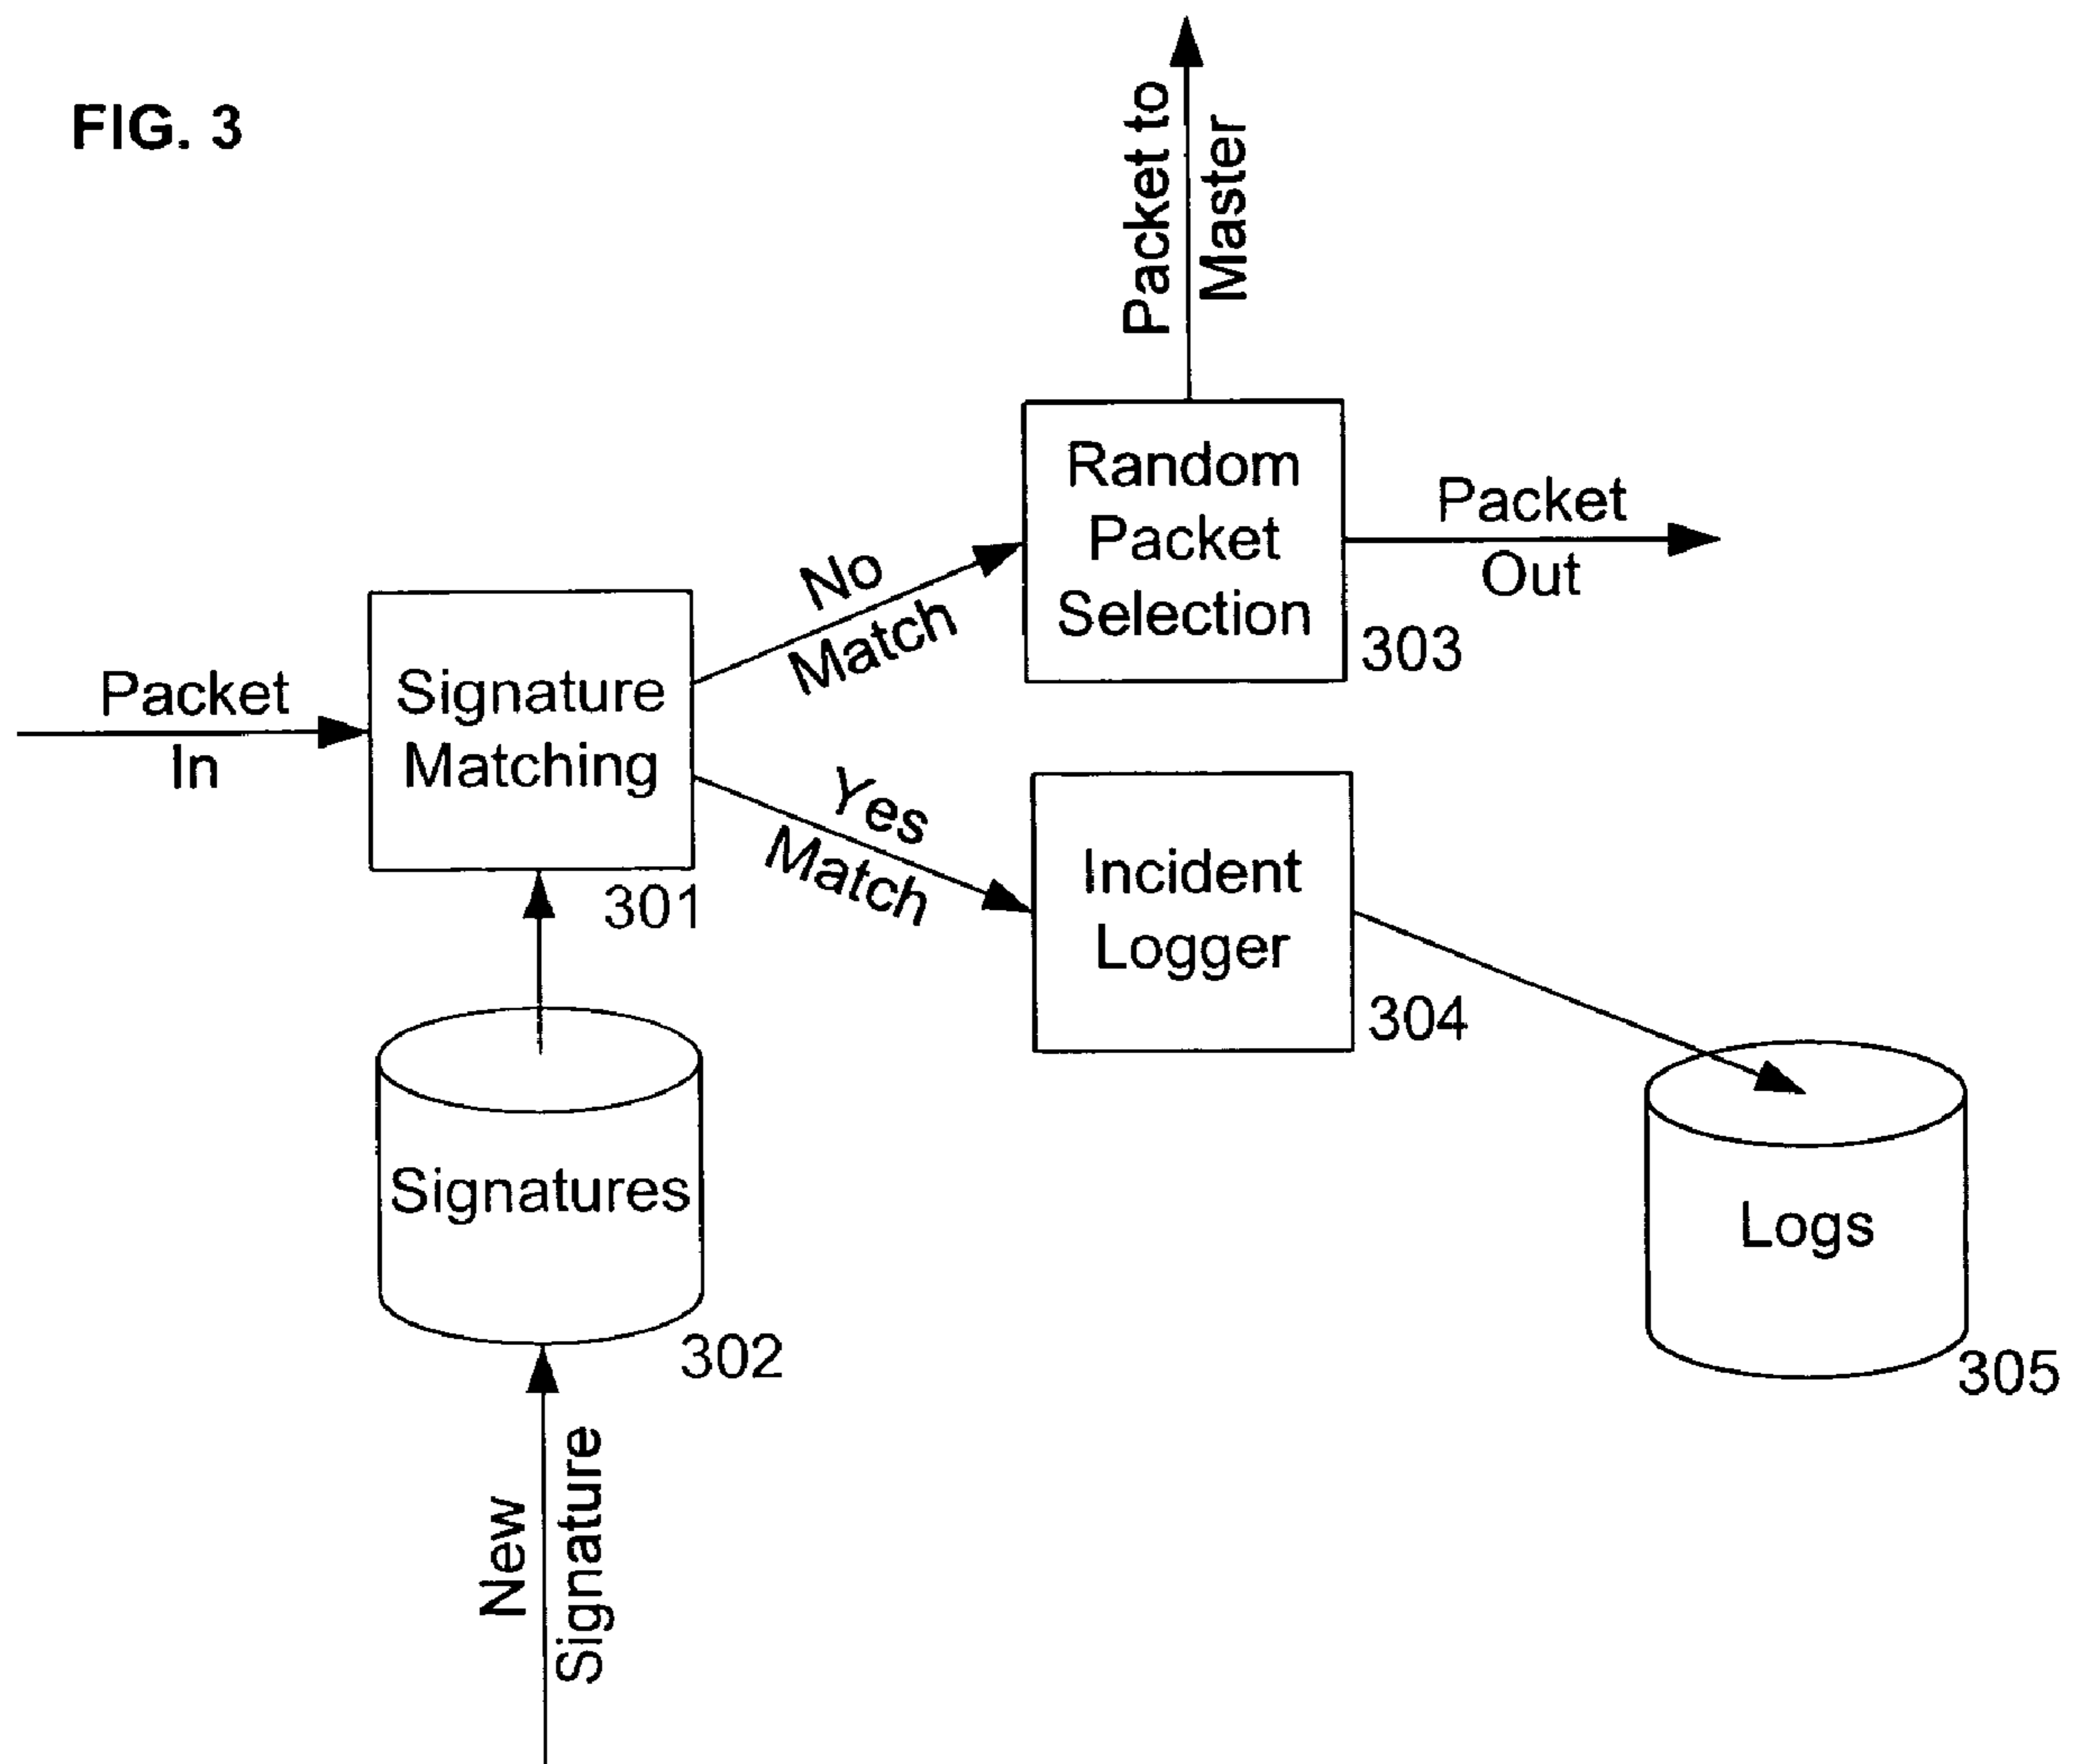 FIG. 3
Packet to
Master
Random
Packet
Selection
303
Packet
Out
No
Match
Packet
In
Signature
Matching
301
Yes
Match
Incident
Logger
304
Signatures
302
Logs
305
New
Signature